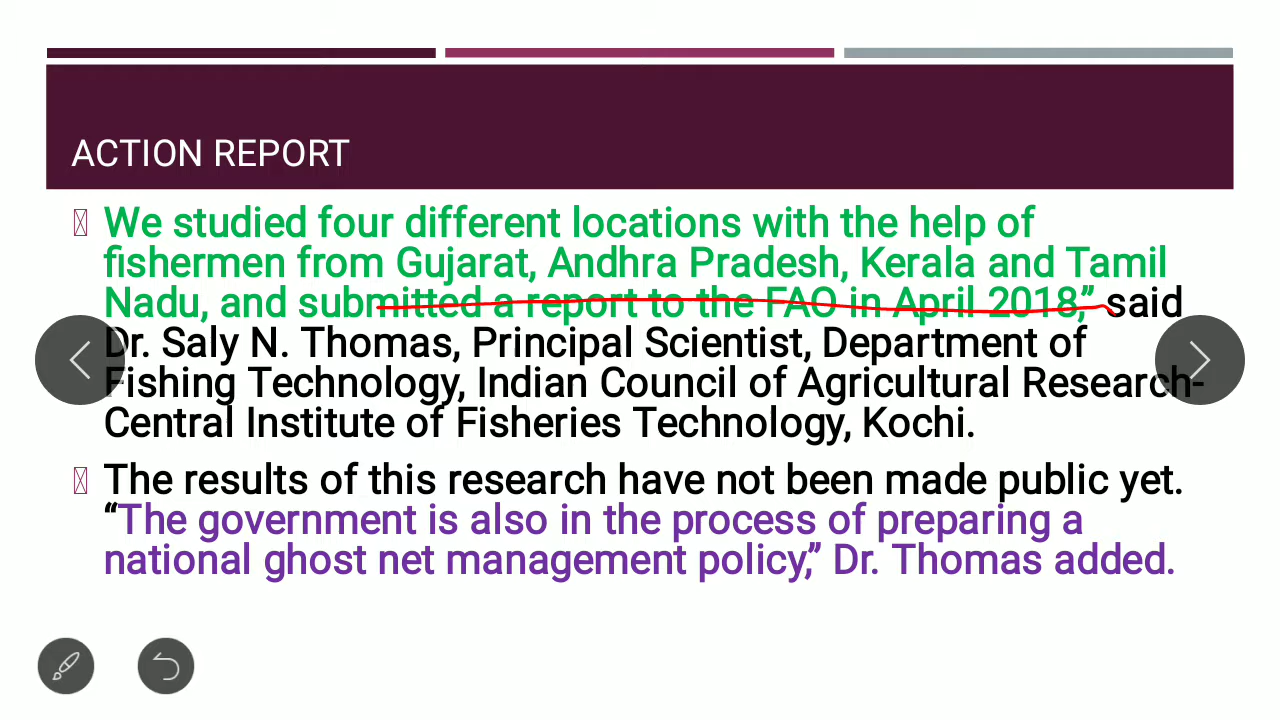 ACTION REPORT
We studied four different locations with the help of
fishermen from Gujarat, Andhra Pradesh, Kerala and Tamil
Nadu, and submitted a report to the FAO in April 2018,” said
Dr. Saly N. Thomas, Principal Scientist, Department of
Fishing Technology, Indian Council of Agricultural Research-
Central Institute of Fisheries Technology, Kochi.
The results of this research have not been made public yet.
“The government is also in the process of preparing a
national ghost net management policy,” Dr. Thomas added.